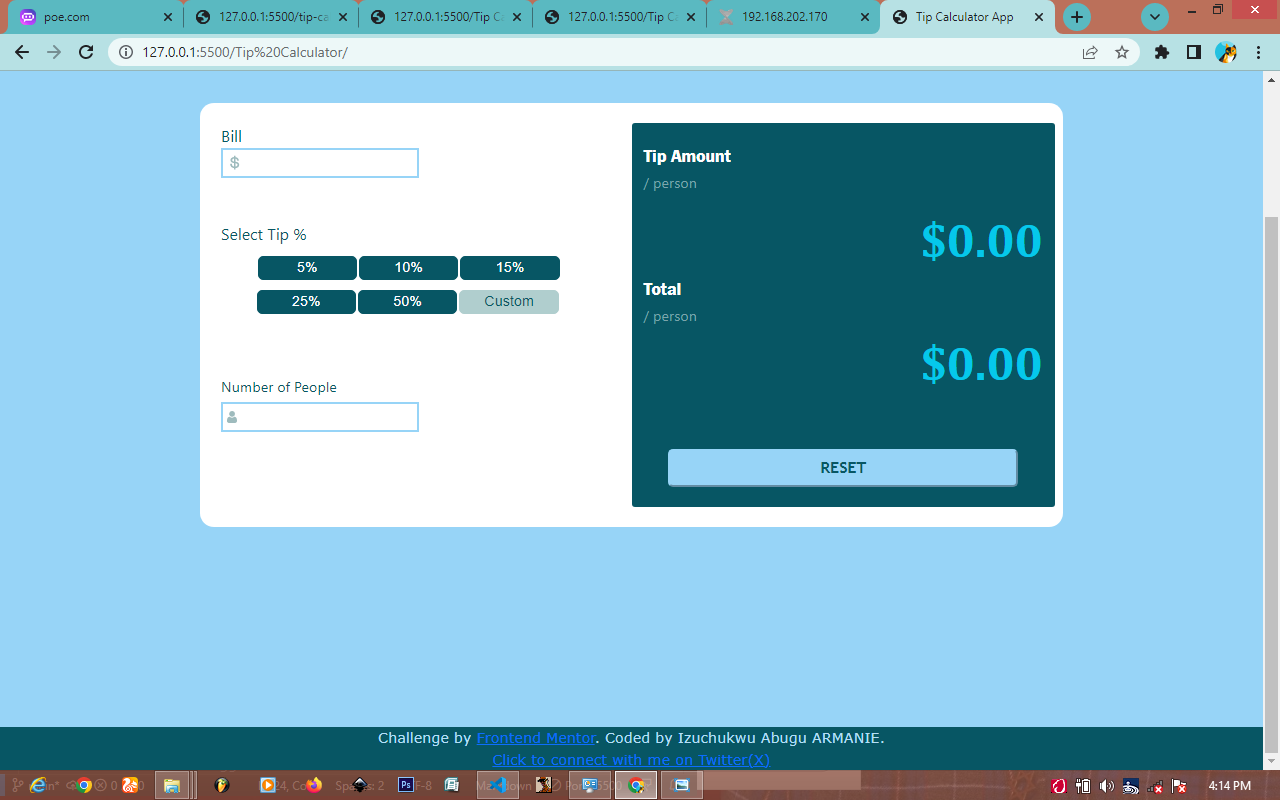 poe.com
127.0.0.1:5500/tip-ca
127.0.0.1:5500/Tip C
127.0.0.1:5500/Tip Ca
192.168.202.170
Tip Calculator App
127.0.0.1:5500/Tip%20Calculator/
Bill
$
Select Tip %
5% 10% 15%
25% 50% Custom
Number of People
Tip Amount
/ person
$0.00
Total
/ person
$0.00
RESET
Challenge by Frontend Mentor. Coded by Izuchukwu Abugu ARMANIE.
Click to connect with me on Twitter(X)
4:14 PM